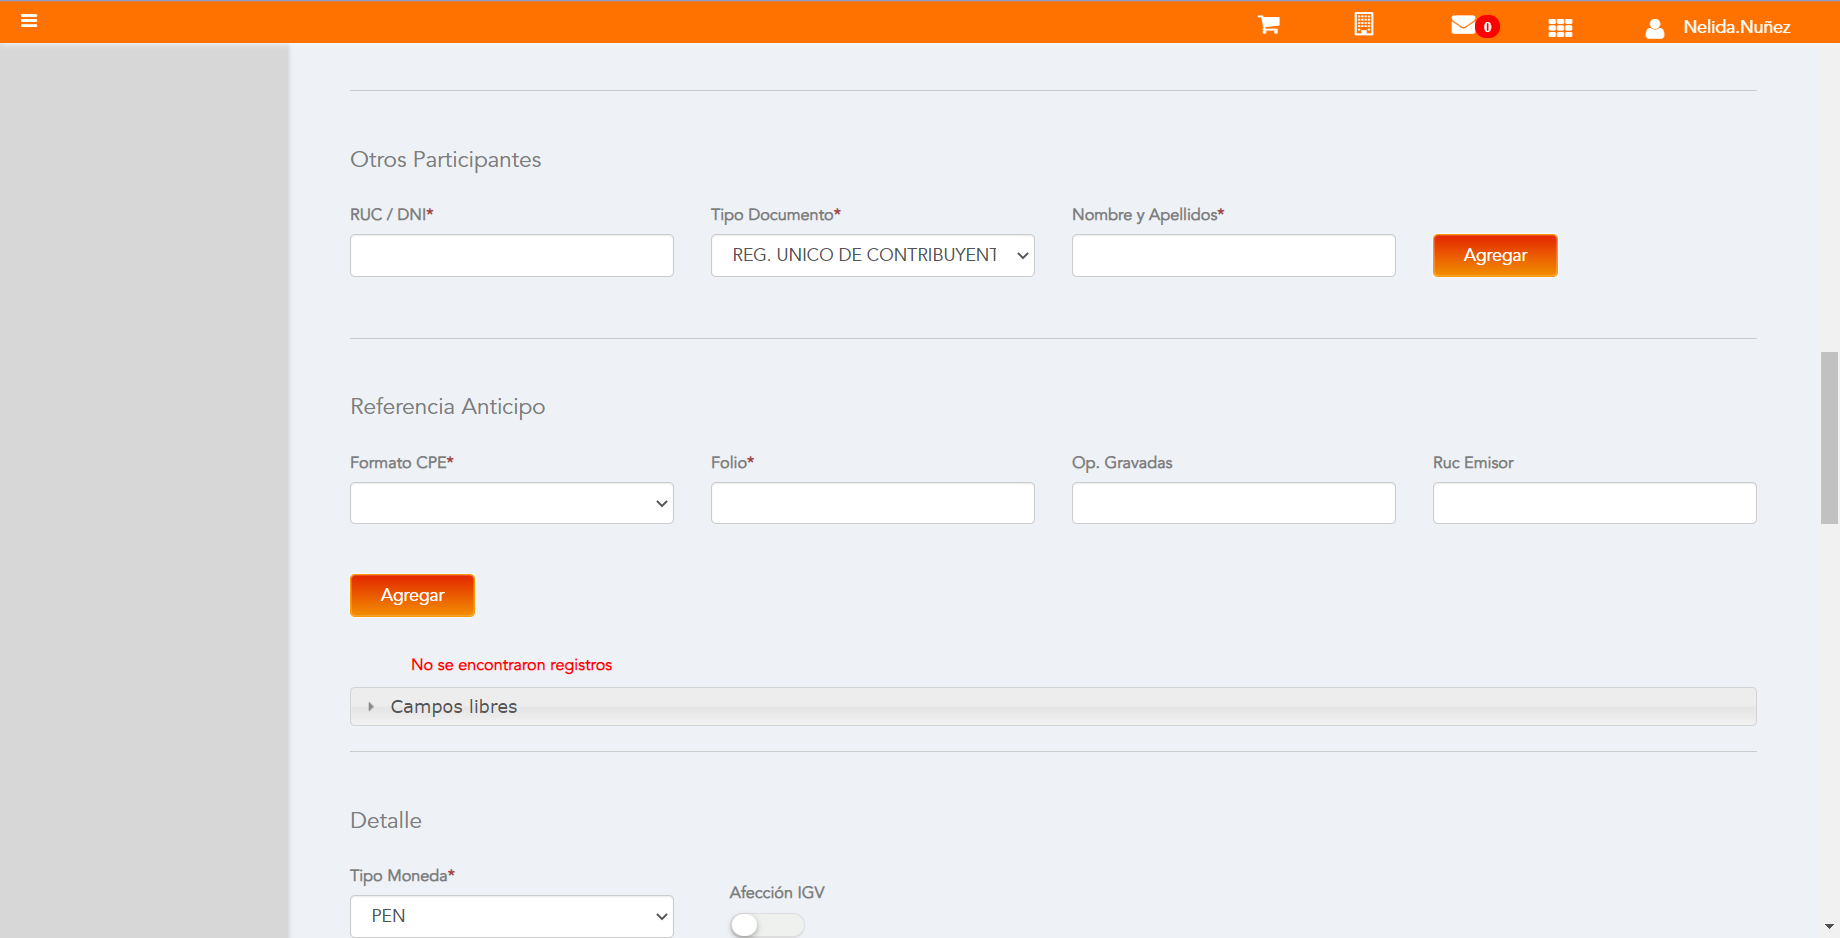 0
Nelida.Nuñez
Otros Participantes
RUC / DNI*
Tipo Documento*
Nombre y Apellidos*
REG. UNICO DE CONTRIBUYENT
Agregar
Referencia Anticipo
Formato CPE*
Folio*
Op. Gravadas
Ruc Emisor
Agregar
No se encontraron registros
Campos libres
Detalle
Tipo Moneda*
Afección IGV
PEN